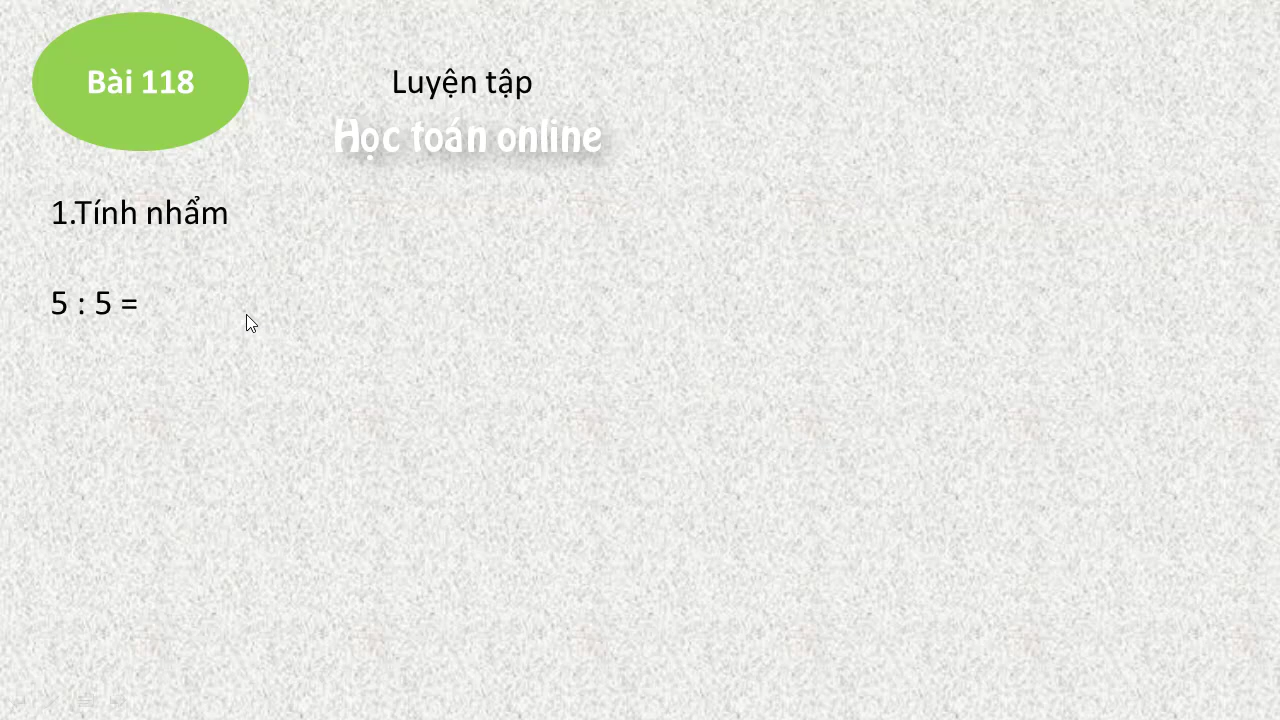 Bài 118
Luyện tập
Học toán online
1.Tính nhẩm
5 : 5 =